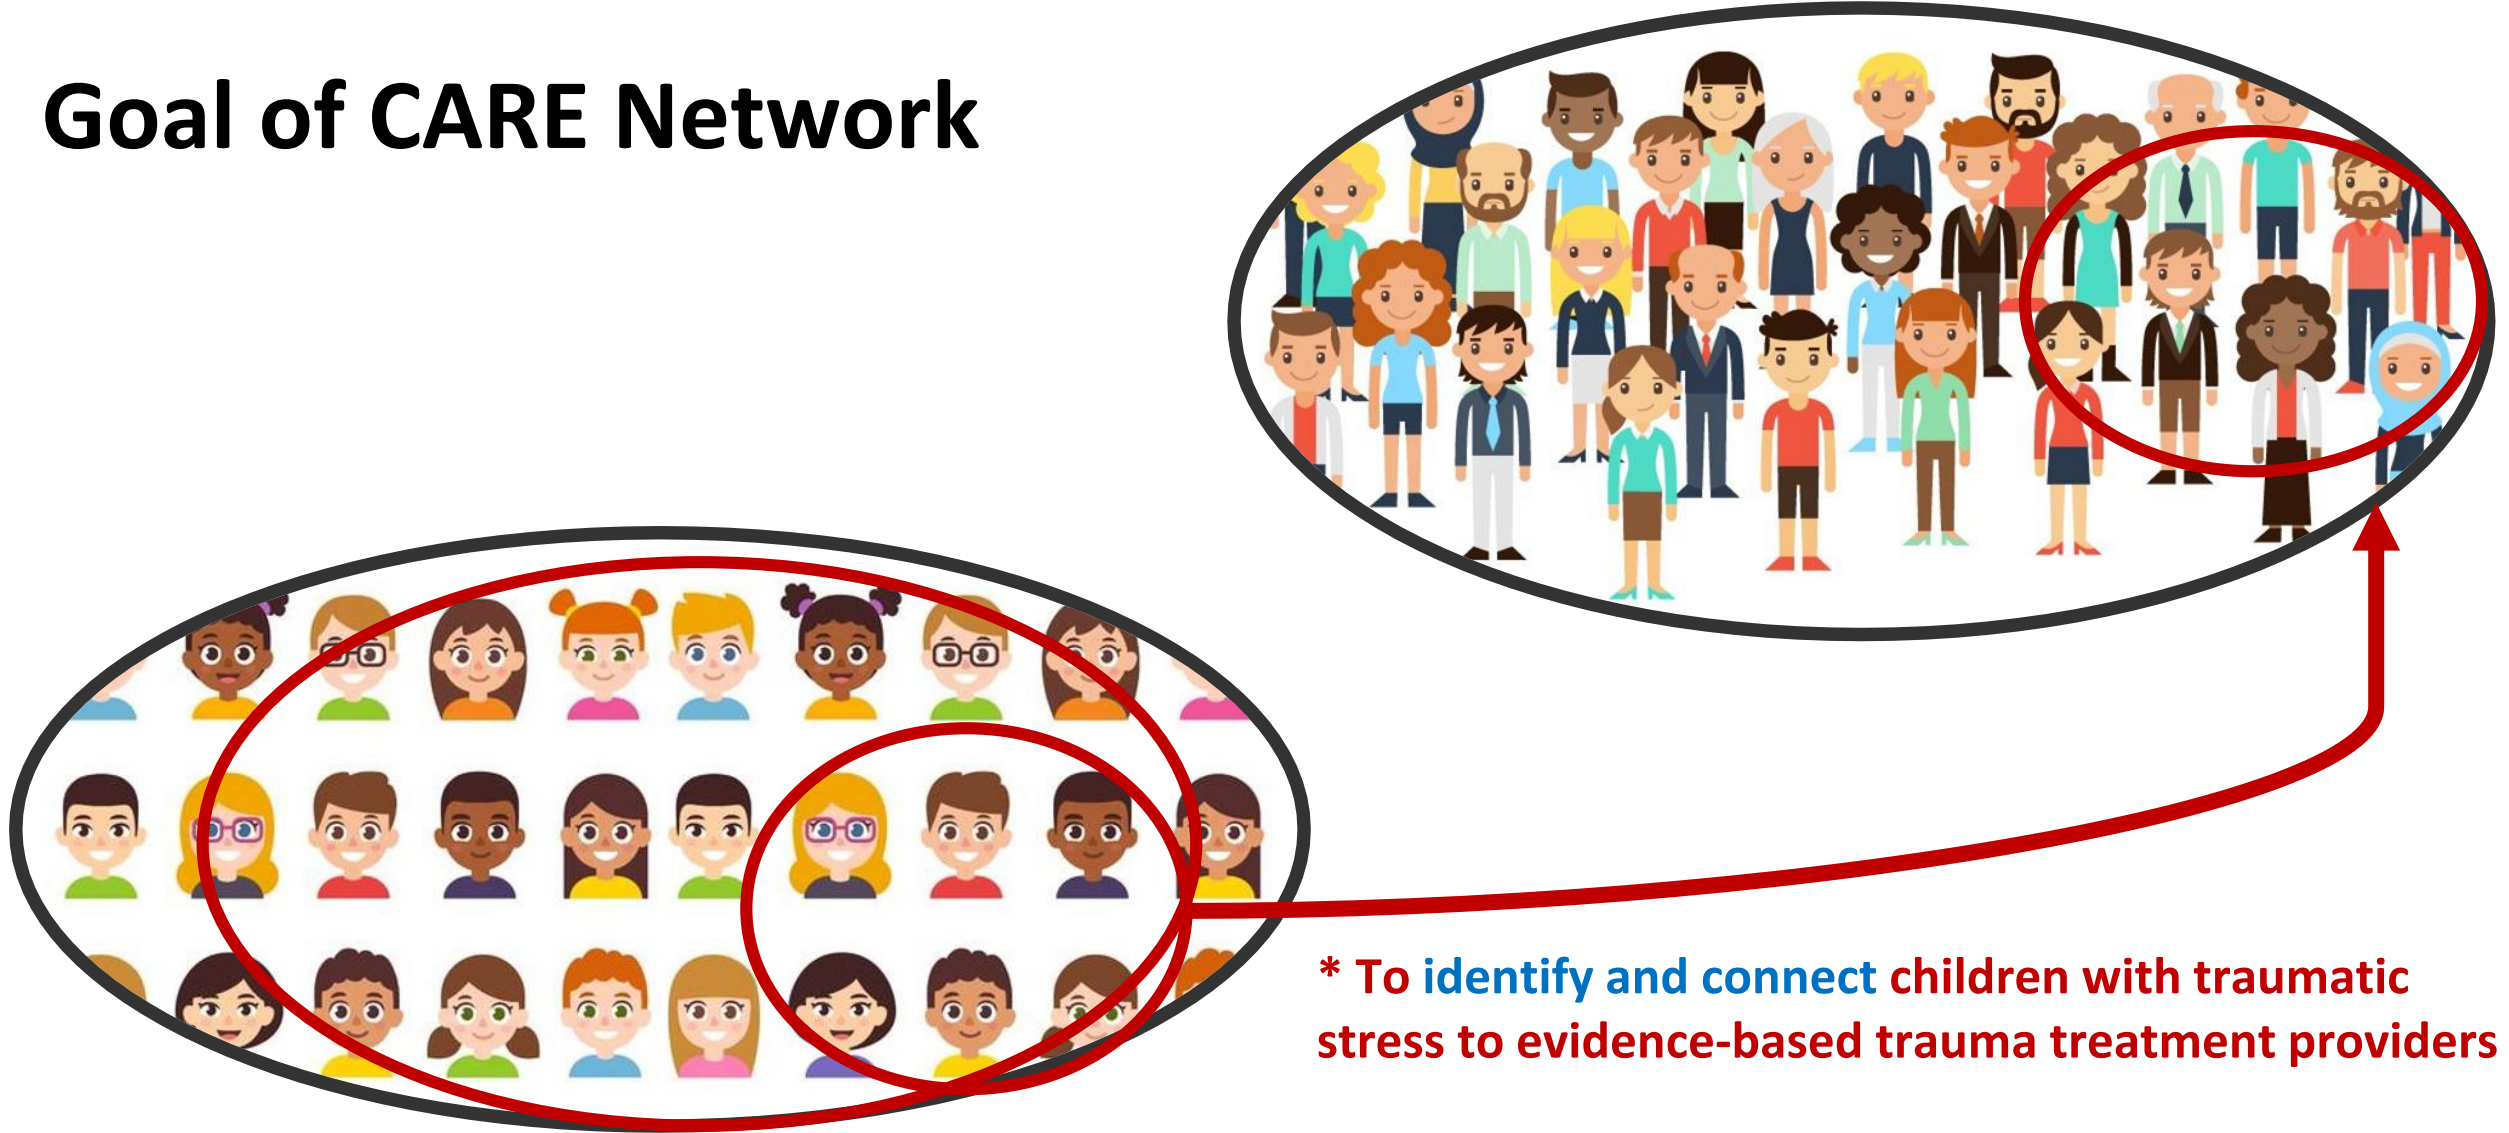 Goal of CARE Network
* To identify and connect children with traumatic
stress to evidence-based trauma treatment providers